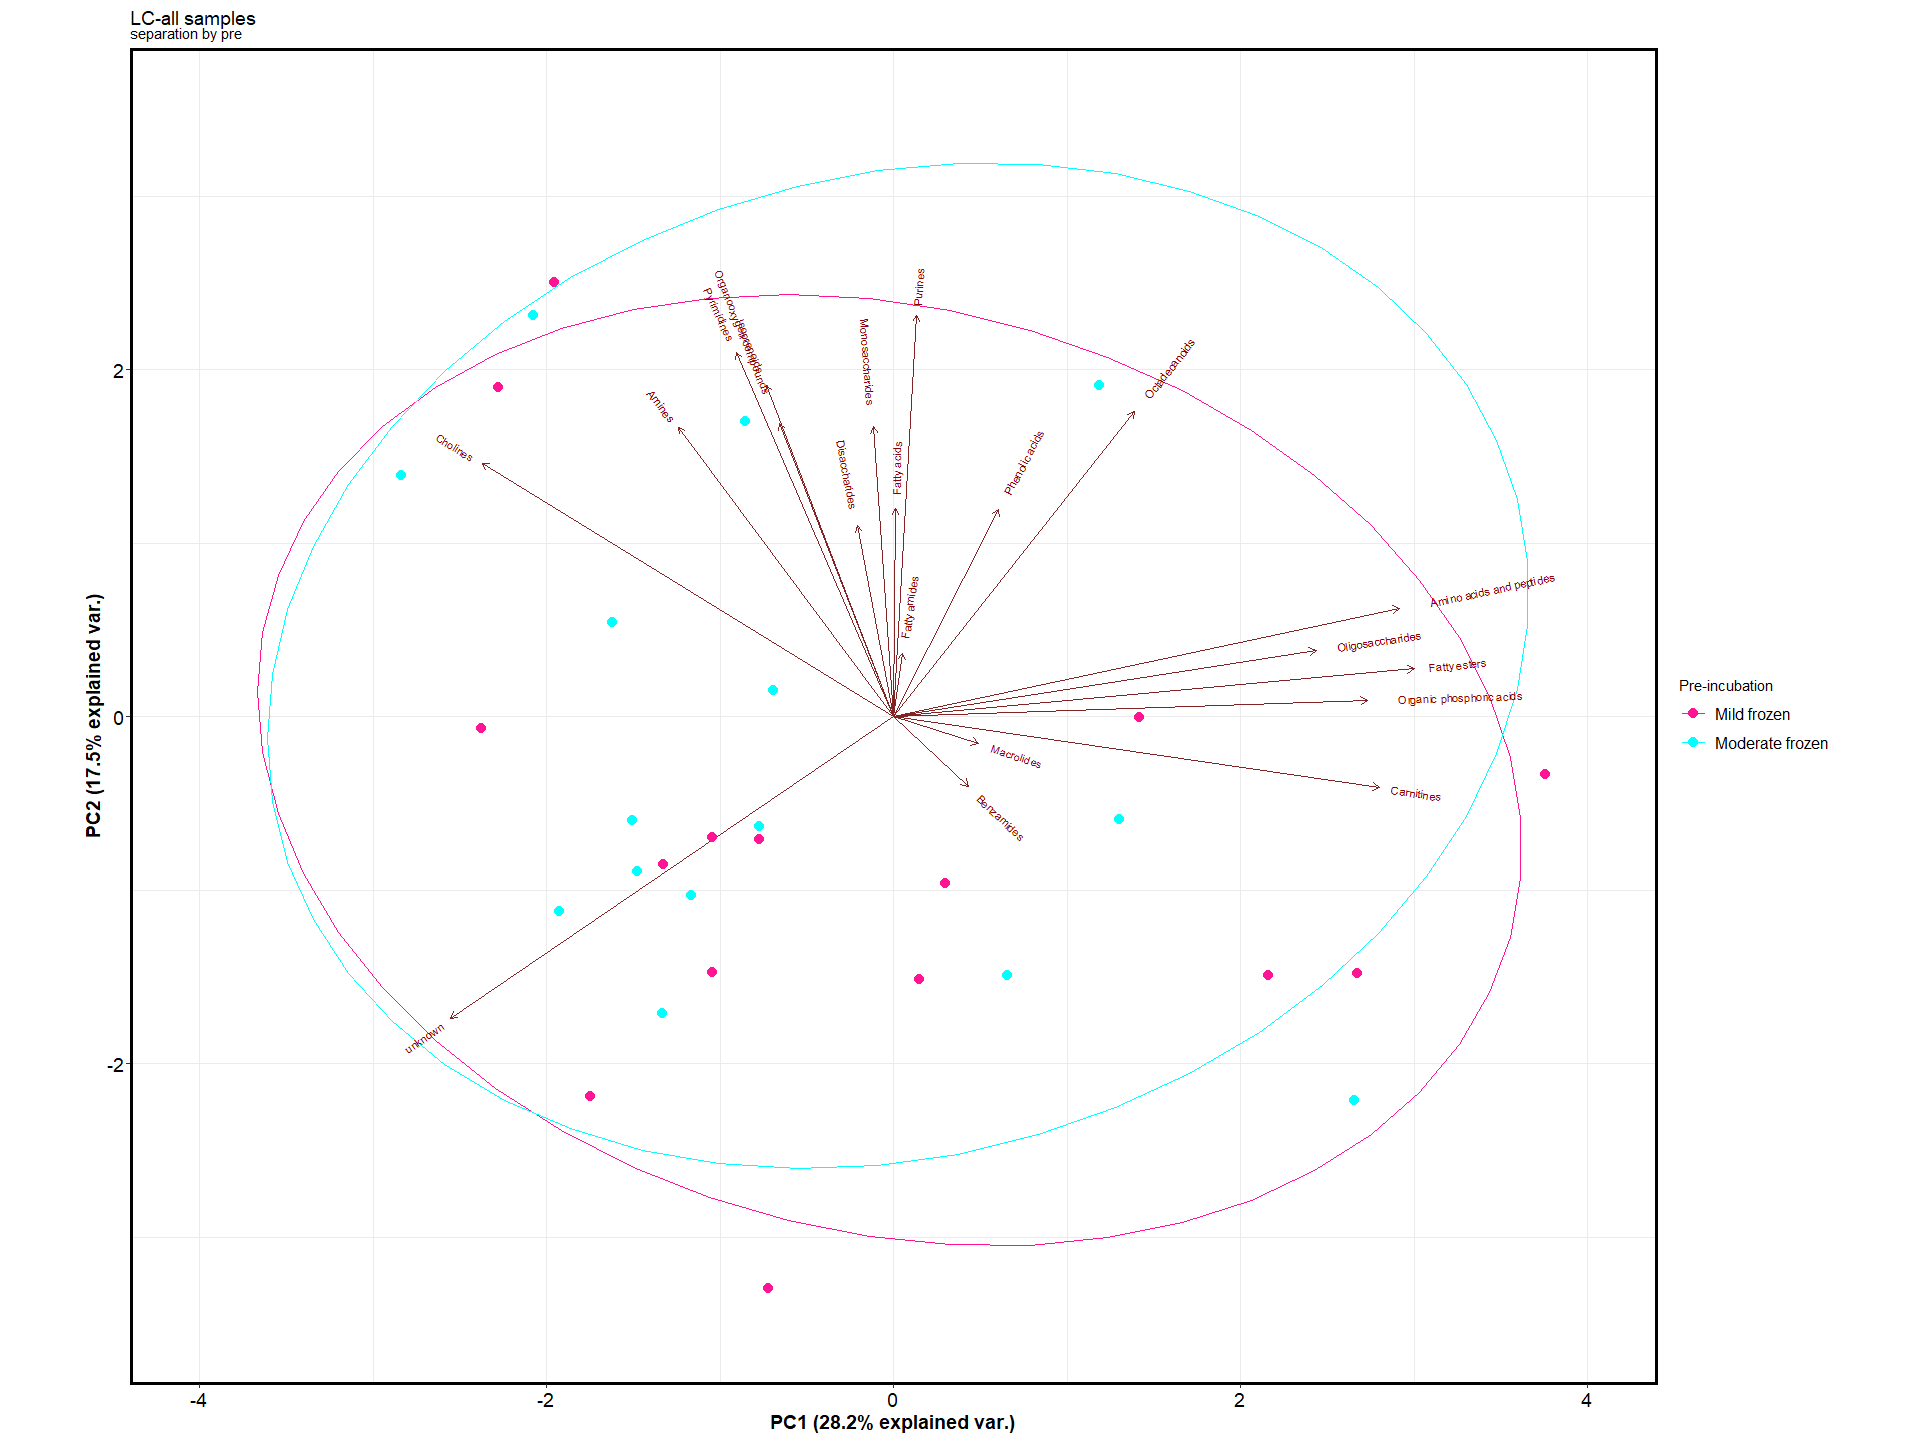 LC-all samples
separation by pre
Purines
Organooxygen compounds
Pyrimidines
Isoprenoids
Monosaccharides
Octadecanoids
Amines
Cholines
Disaccharides
Fatty acids
Phenolic acids
Fatty amides
Amino acids and peptides
Oligosaccharides
Fatty esters
Organic phosphoric acids
Macrolides
Carnitines
Benzamides
unknown
2
0
-2
-4
-2
0
2
4
PC2 (17.5% explained var.)
PC1 (28.2% explained var.)
Pre-incubation
Mild frozen
Moderate frozen